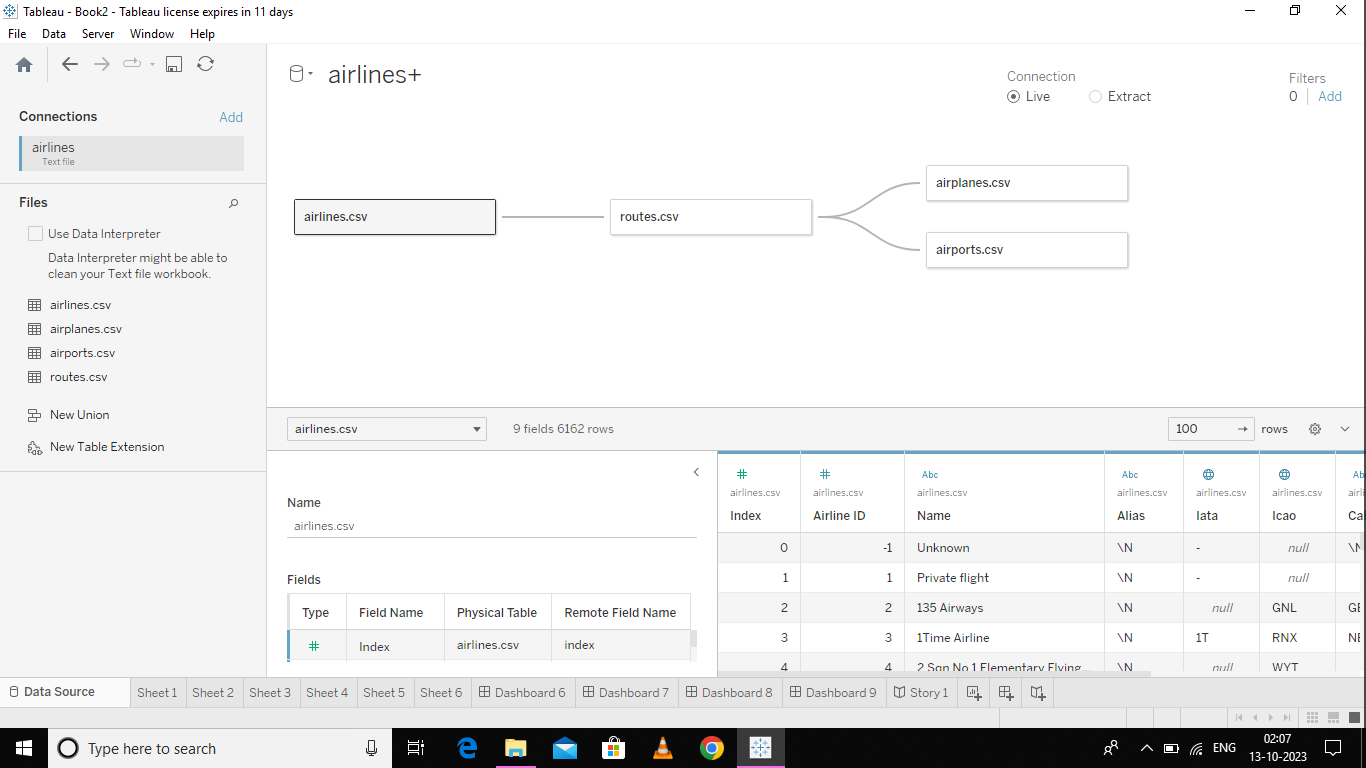 Tableau - Book2 - Tableau license expires in 11 days
File Data Server Window Help
airlines+
Connection
Live Extract
Filters
0 Add
Connections Add
airlines
Text file
Files
Use Data Interpreter
Data Interpreter might be able to
clean your Text file workbook.
airlines.csv
airplanes.csv
airports.csv
routes.csv
New Union
New Table Extension
airlines.csv
routes.csv
airplanes.csv
airports.csv
airlines.csv 9 fields 6162 rows 100 rows
Name
airlines.csv
Fields
Type Field Name Physical Table Remote Field Name
Index airlines.csv index
Abc Abc
airlines.csv airlines.csv airlines.csv airlines.csv airlines.csv airlines.csv
Index Airline ID Name Alias Iata Icao
0 -1 Unknown \N - null
1 1 Private flight \N - null
2 2 135 Airways \N null GNL
3 3 1Time Airline \N 1T RNX
4 4 2 Sqn No 1 Elementary Flying... \N null WYT
Data Source Sheet 1 Sheet 2 Sheet 3 Sheet 4 Sheet 5 Sheet 6 Dashboard 6 Dashboard 7 Dashboard 8 Dashboard 9 Story 1
Type here to search
ENG
02:07
13-10-2023